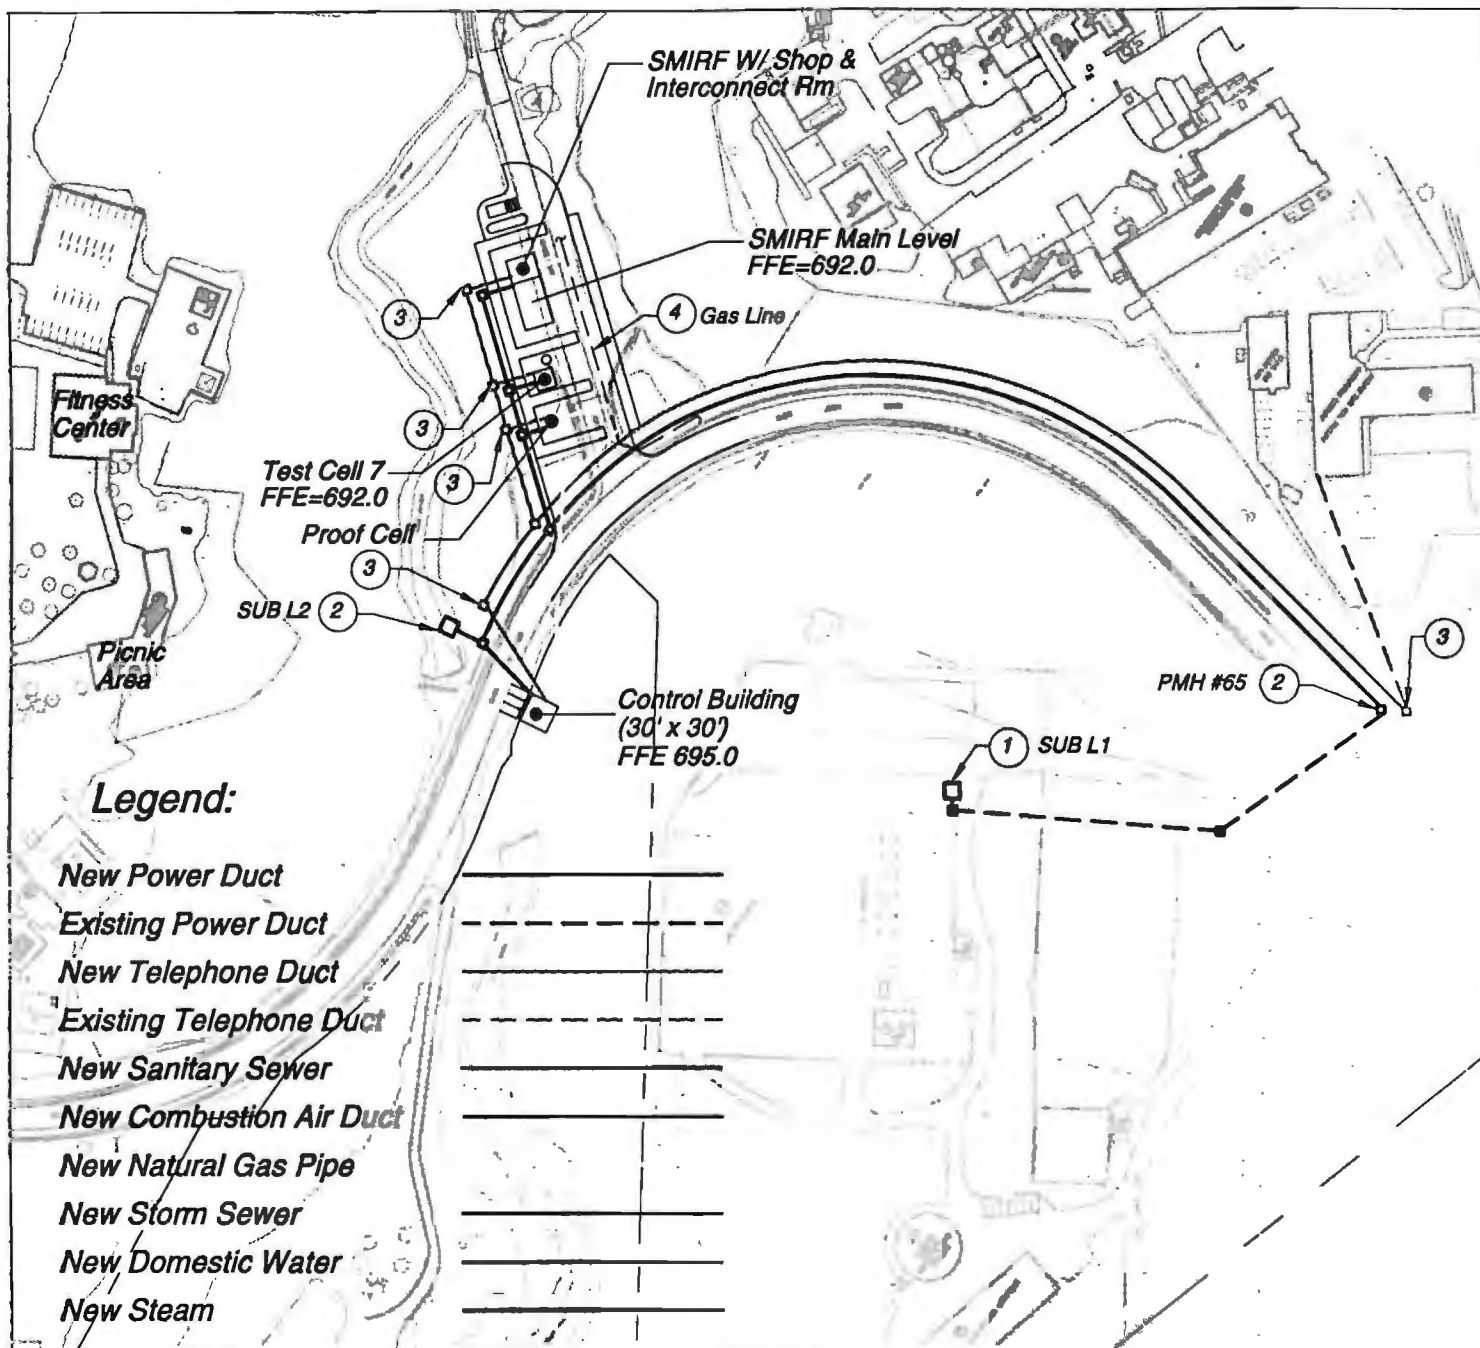 SMIRF W/ Shop &
Interconnect Rm
SMIRF Main Level
FFE=692.0
3
4 Gas Line
Fitness
Center
3
Test Cell 7
FFE=692.0
3
Proof Cell
3
SUB L2 2
Picnic
Area
3
PMH #65 2
Control Building
(30' x 30')
FFE 695.0
1 SUB L1
Legend:
New Power Duct
Existing Power Duct
New Telephone Duct
Existing Telephone Duct
New Sanitary Sewer
New Combustion Air Duct
New Natural Gas Pipe
New Storm Sewer
New Domestic Water
New Steam